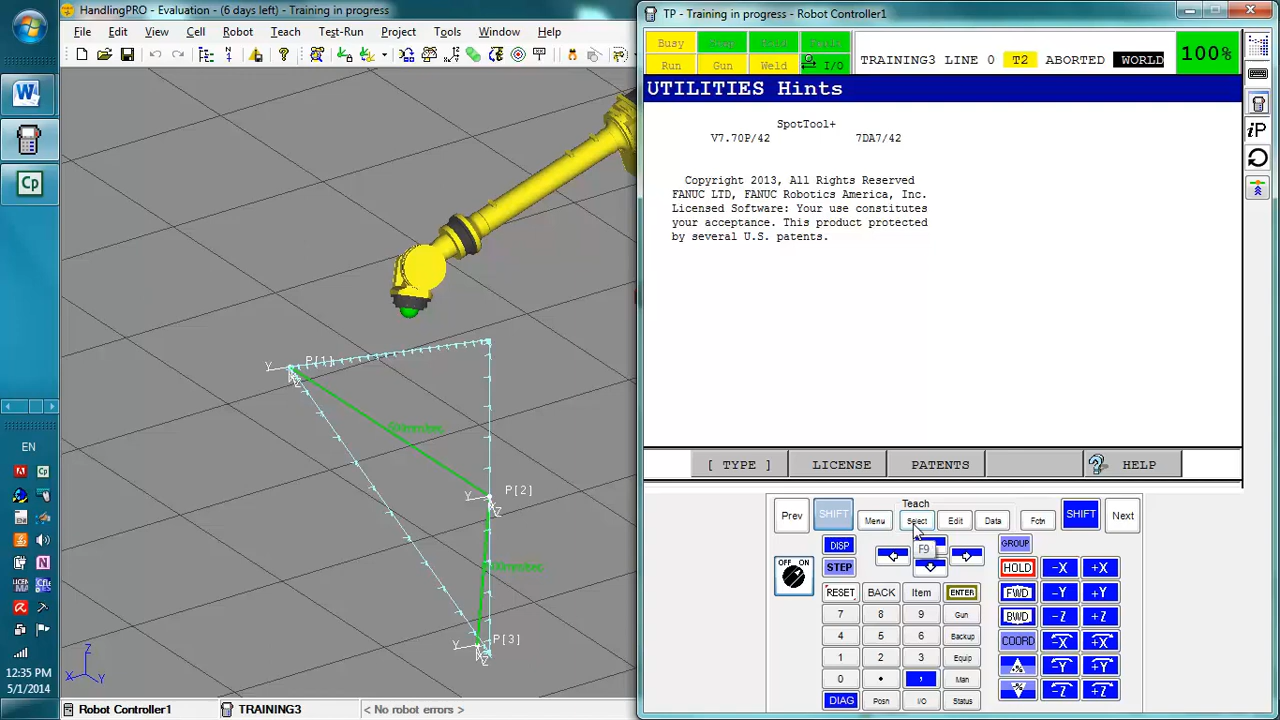 HandlingPRO - Evaluation - (6 days left) - Training in progress
File Edit View Cell Robot Teach Test-Run Project Tools Window Help
P[1]
P[2]
P[3]
Y
Z
Y
Z
Y
Z
Z
X Y
EN
12:35 PM
5/1/2014
Robot Controller1 TRAINING3 < No robot errors >
TP - Training in progress - Robot Controller1
Busy
Run Gun Weld I/O
TRAINING3 LINE 0 T2 ABORTED WORLD 100%
UTILITIES Hints
SpotTool+
V7.70P/42 7DA7/42
Copyright 2013, All Rights Reserved
FANUC LTD, FANUC Robotics America, Inc.
Licensed Software: Your use constitutes
your acceptance. This product protected
by several U.S. patents.
[ TYPE ] LICENSE PATENTS HELP
Teach
Prev SHIFT Menu Select Edit Data Fctn SHIFT Next
F9
DISP GROUP
OFF ON STEP HOLD -X +X
RESET BACK Item ENTER FWD -Y +Y
7 8 9 Gun BWD -Z +Z
4 5 6 Backup COORD -X +X
1 2 3 Equip -Y +Y
0 . , Man -Z +Z
DIAG Posn I/O Status
iP